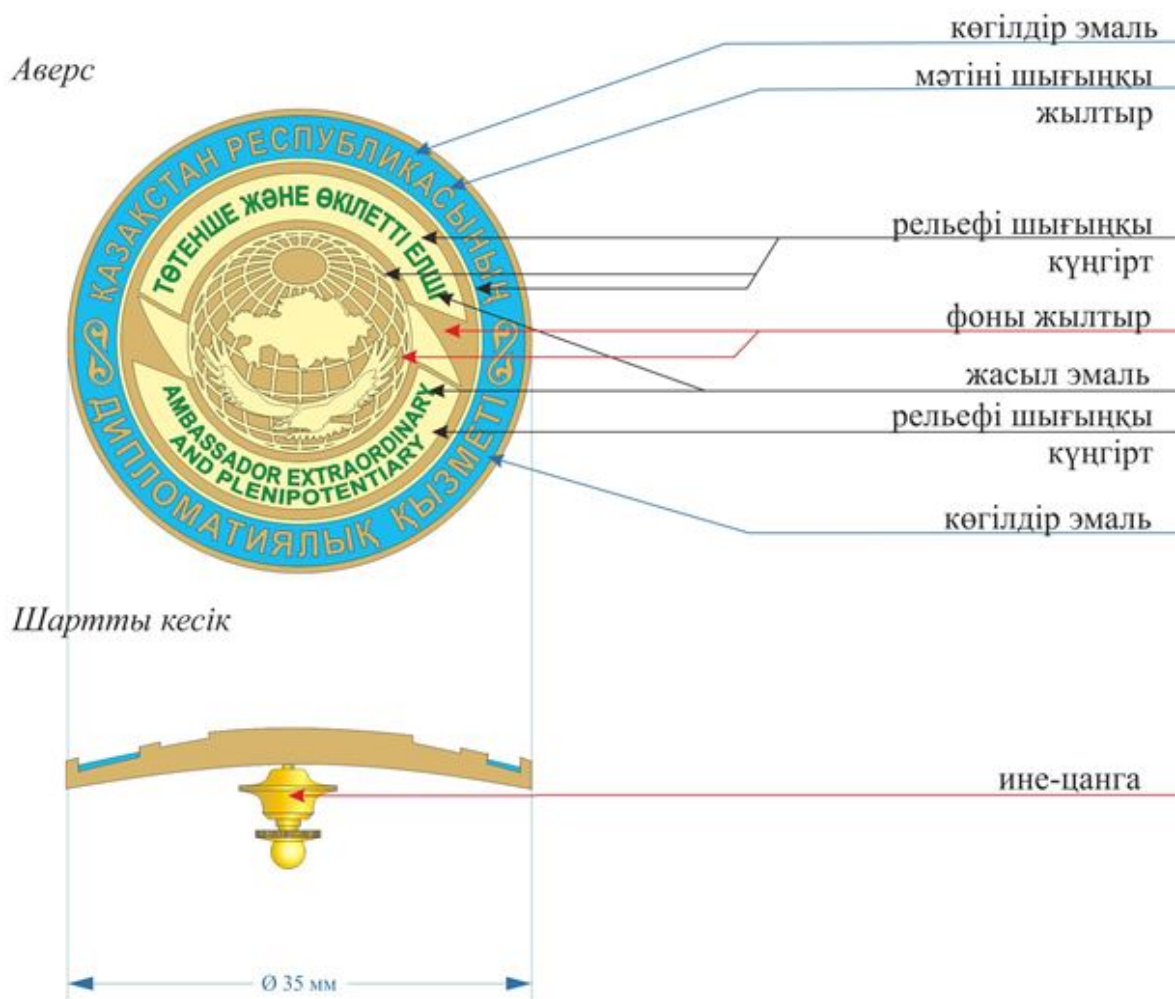 Аверс
көгілдір эмаль
мәтіні шығыңқы
жылтыр
рельефі шығыңқы
күңгірт
фоны жылтыр
жасыл эмаль
рельефі шығыңқы
күңгірт
көгілдір эмаль
ҚАЗАҚСТАН РЕСПУБЛИКАСЫНЫҢ
ТӨТЕНШЕ ЖӘНЕ ӨКІЛЕТТІ ЕЛШІ
AMBASSADOR EXTRAORDINARY
AND PLENIPOTENTIARY
ДИПЛОМАТИЯЛЫҚ ҚЫЗМЕТІ
Шартты кесік
ине-цанга
Ø 35 мм